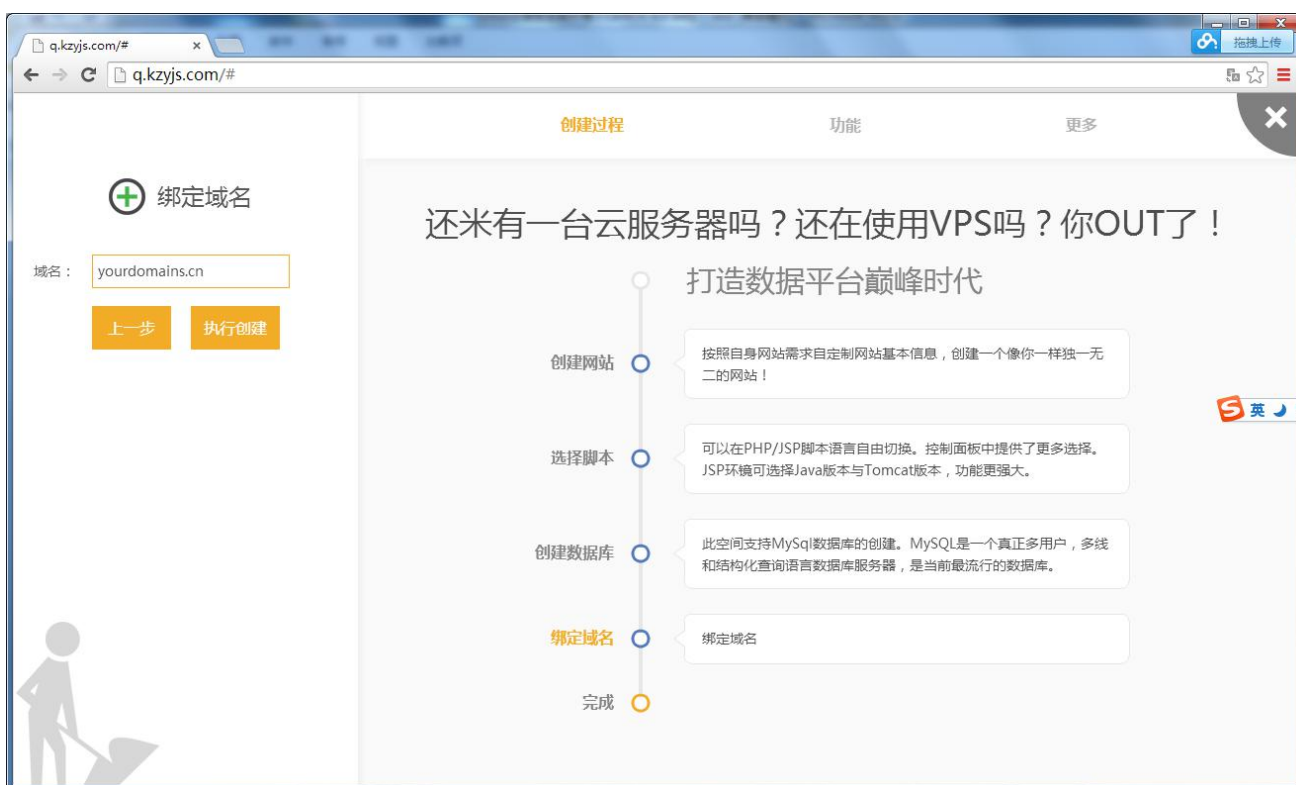 q.kzyjs.com/#
拖拽上传
q.kzyjs.com/#
创建过程
功能
更多
绑定域名
域名：
yourdomains.cn
上一步
执行创建
还米有一台云服务器吗？还在使用VPS吗？你OUT了！
打造数据平台巅峰时代
创建网站
按照自身网站需求自定制网站基本信息，创建一个像你一样独一无
二的网站！
选择脚本
可以在PHP/JSP脚本语言自由切换。控制面板中提供了更多选择。
JSP环镜可选择Java版本与Tomcat版本，功能更强大。
创建数据库
此空间支持MySql数据库的创建。MySQL是一个真正多用户，多线
和结构化查询语言数据库服务器，是当前最流行的数据库。
绑定域名
绑定域名
完成
英